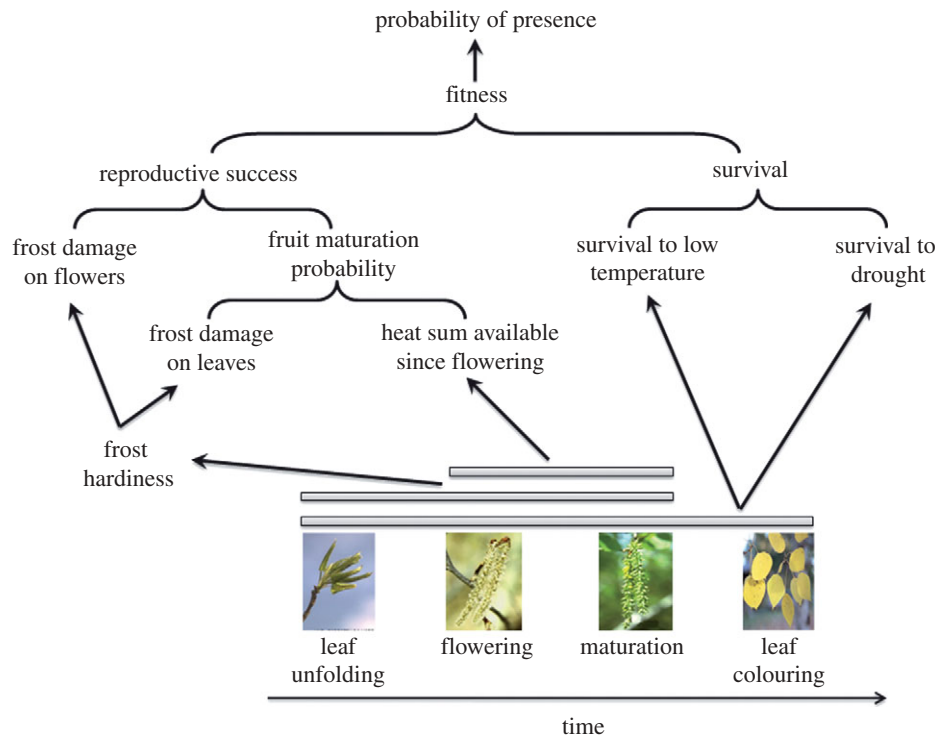 probability of presence
fitness
reproductive success
survival
frost damage
on flowers
fruit maturation
probability
survival to low
temperature
survival to
drought
frost damage
on leaves
heat sum available
since flowering
frost
hardiness
leaf
unfolding
flowering
maturation
leaf
colouring
time